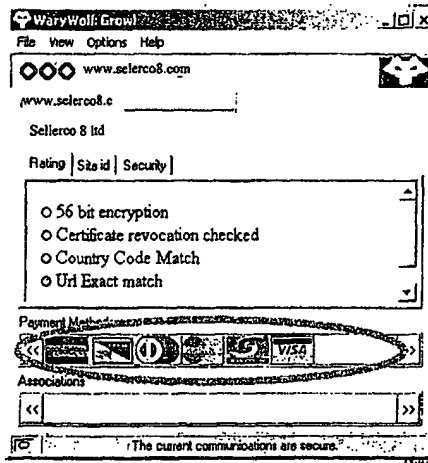 WaryWolf: Growl
File View Options Help
www.selerco8.com
www.selerco8.c
Sellerco 8 ltd
Rating Site id Security
56 bit encryption
Certificate revocation checked
Country Code Match
Url Exact match
Payment Methods
<< VISA >>
Associations
<< >>
The current communications are secure.